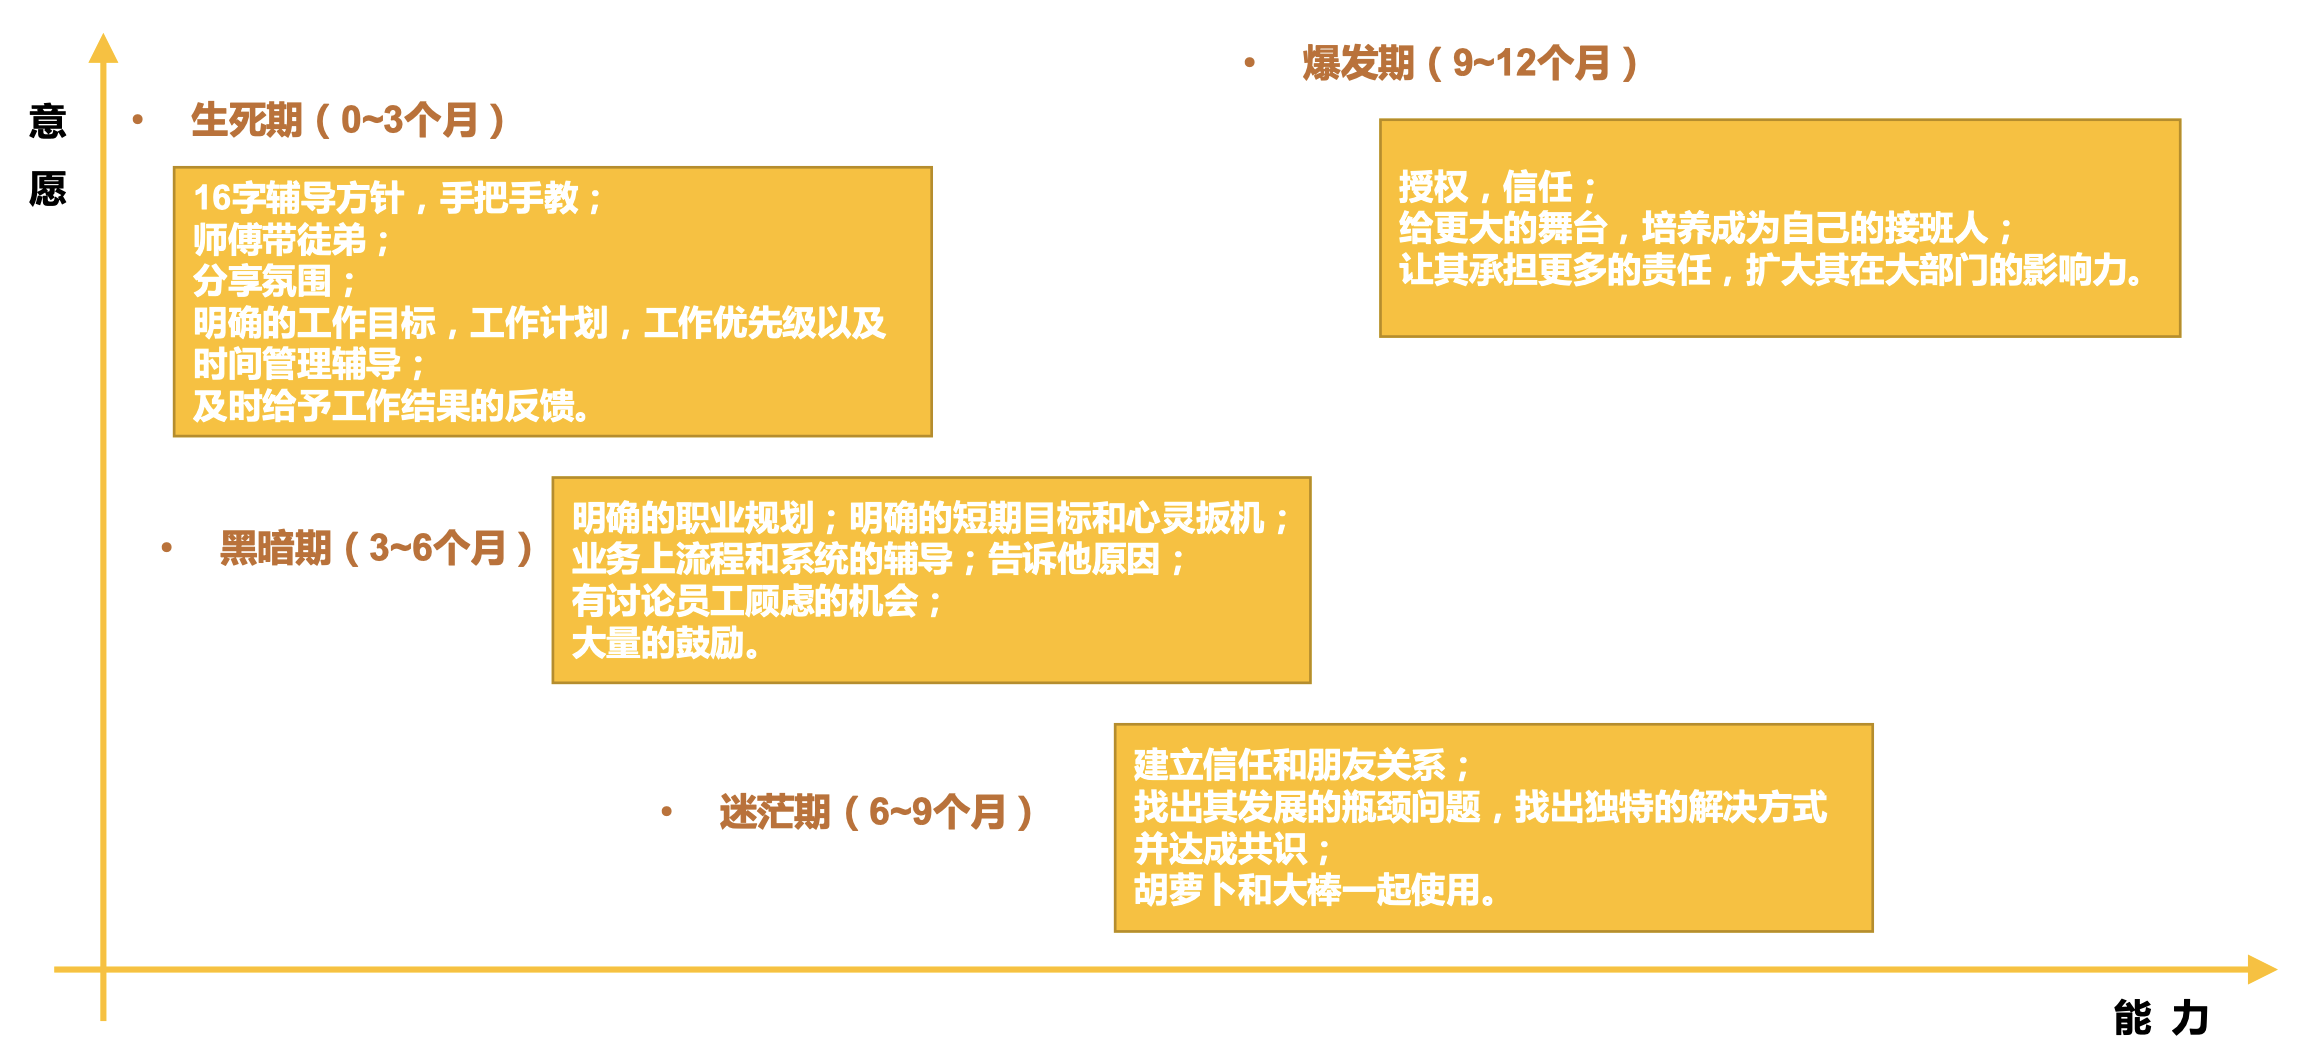 意
愿
• 生死期（0~3个月）
16字辅导方针，手把手教；
师傅带徒弟；
分享氛围；
明确的工作目标，工作计划，工作优先级以及
时间管理辅导；
及时给予工作结果的反馈。
• 爆发期（9~12个月）
授权，信任；
给更大的舞台，培养成为自己的接班人；
让其承担更多的责任，扩大其在大部门的影响力。
• 黑暗期（3~6个月）
明确的职业规划；明确的短期目标和心灵扳机；
业务上流程和系统的辅导；告诉他原因；
有讨论员工顾虑的机会；
大量的鼓励。
• 迷茫期（6~9个月）
建立信任和朋友关系；
找出其发展的瓶颈问题，找出独特的解决方式
并达成共识；
胡萝卜和大棒一起使用。
能 力